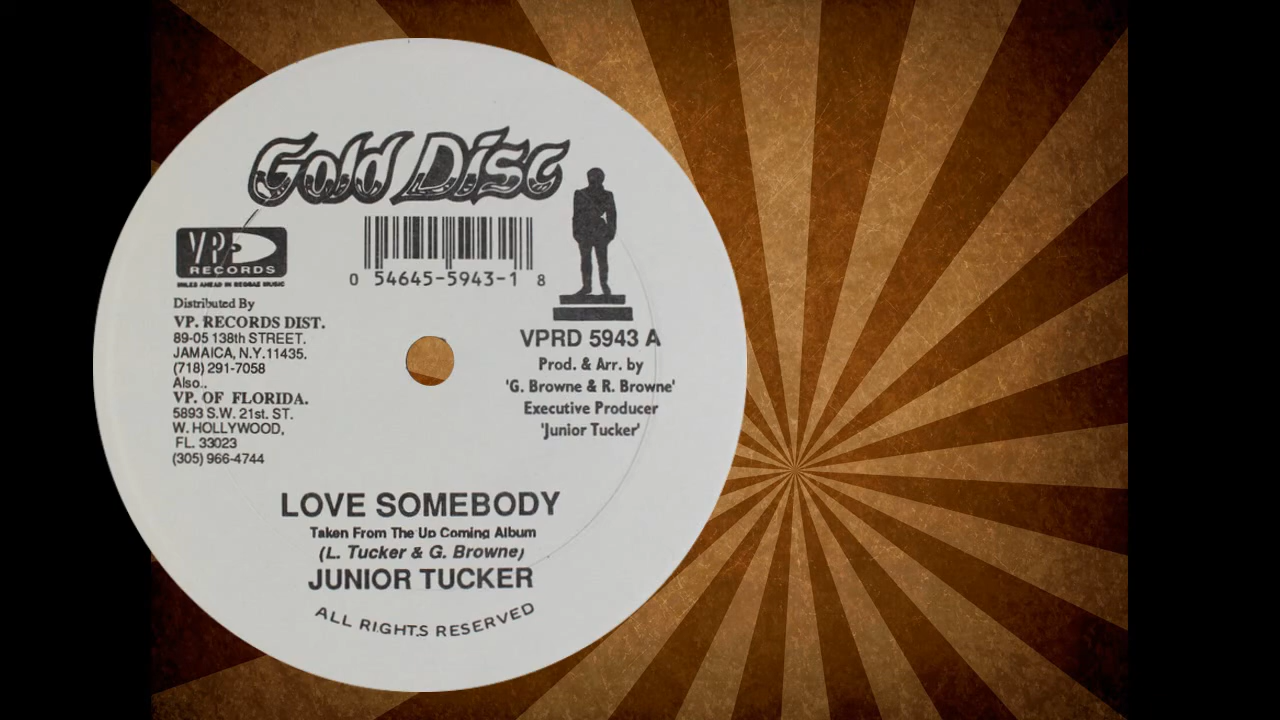 Gold Disc
VP
RECORDS
MILES AHEAD IN REGGAE MUSIC
0 54645-5943-1 8
Distributed By
VP. RECORDS DIST.
89-05 138th STREET.
JAMAICA, N.Y.11435.
(718) 291-7058
Also..
VP. OF FLORIDA.
5893 S.W. 21st. ST.
W. HOLLYWOOD,
FL. 33023
(305) 966-4744
VPRD 5943 A
Prod. & Arr. by
'G. Browne & R. Browne'
Executive Producer
'Junior Tucker'
LOVE SOMEBODY
Taken From The Up Coming Album
(L. Tucker & G. Browne)
JUNIOR TUCKER
ALL RIGHTS RESERVED